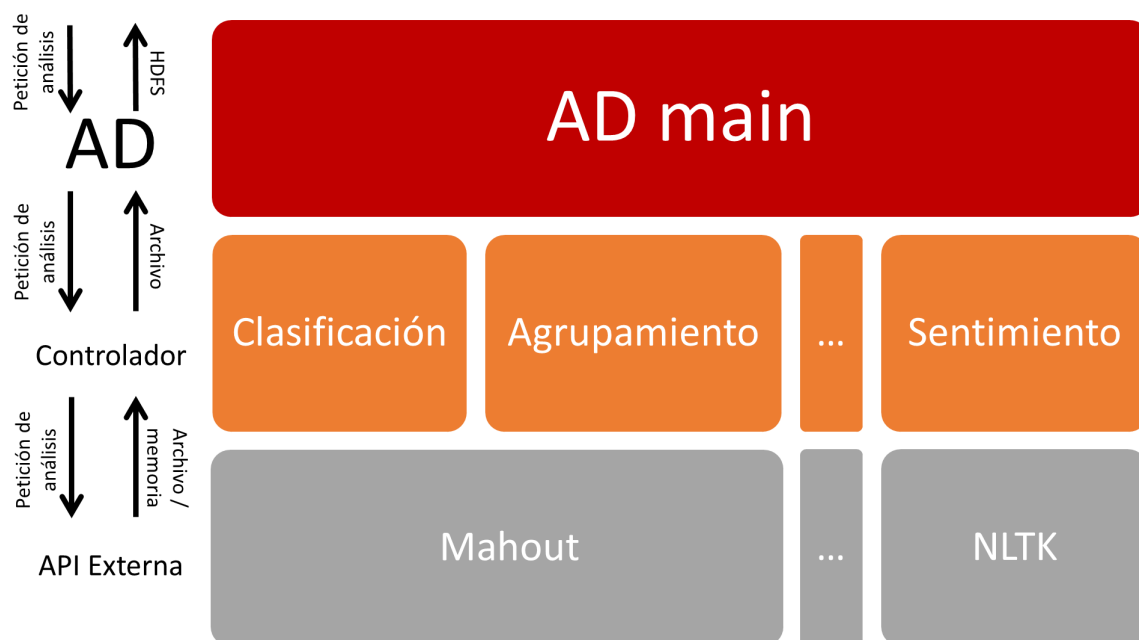 Petición de
análisis
HDFS
AD
AD main
Petición de
análisis
Archivo
Controlador
Clasificación
Agrupamiento
...
Sentimiento
Petición de
análisis
Archivo /
memoria
API Externa
Mahout
...
NLTK